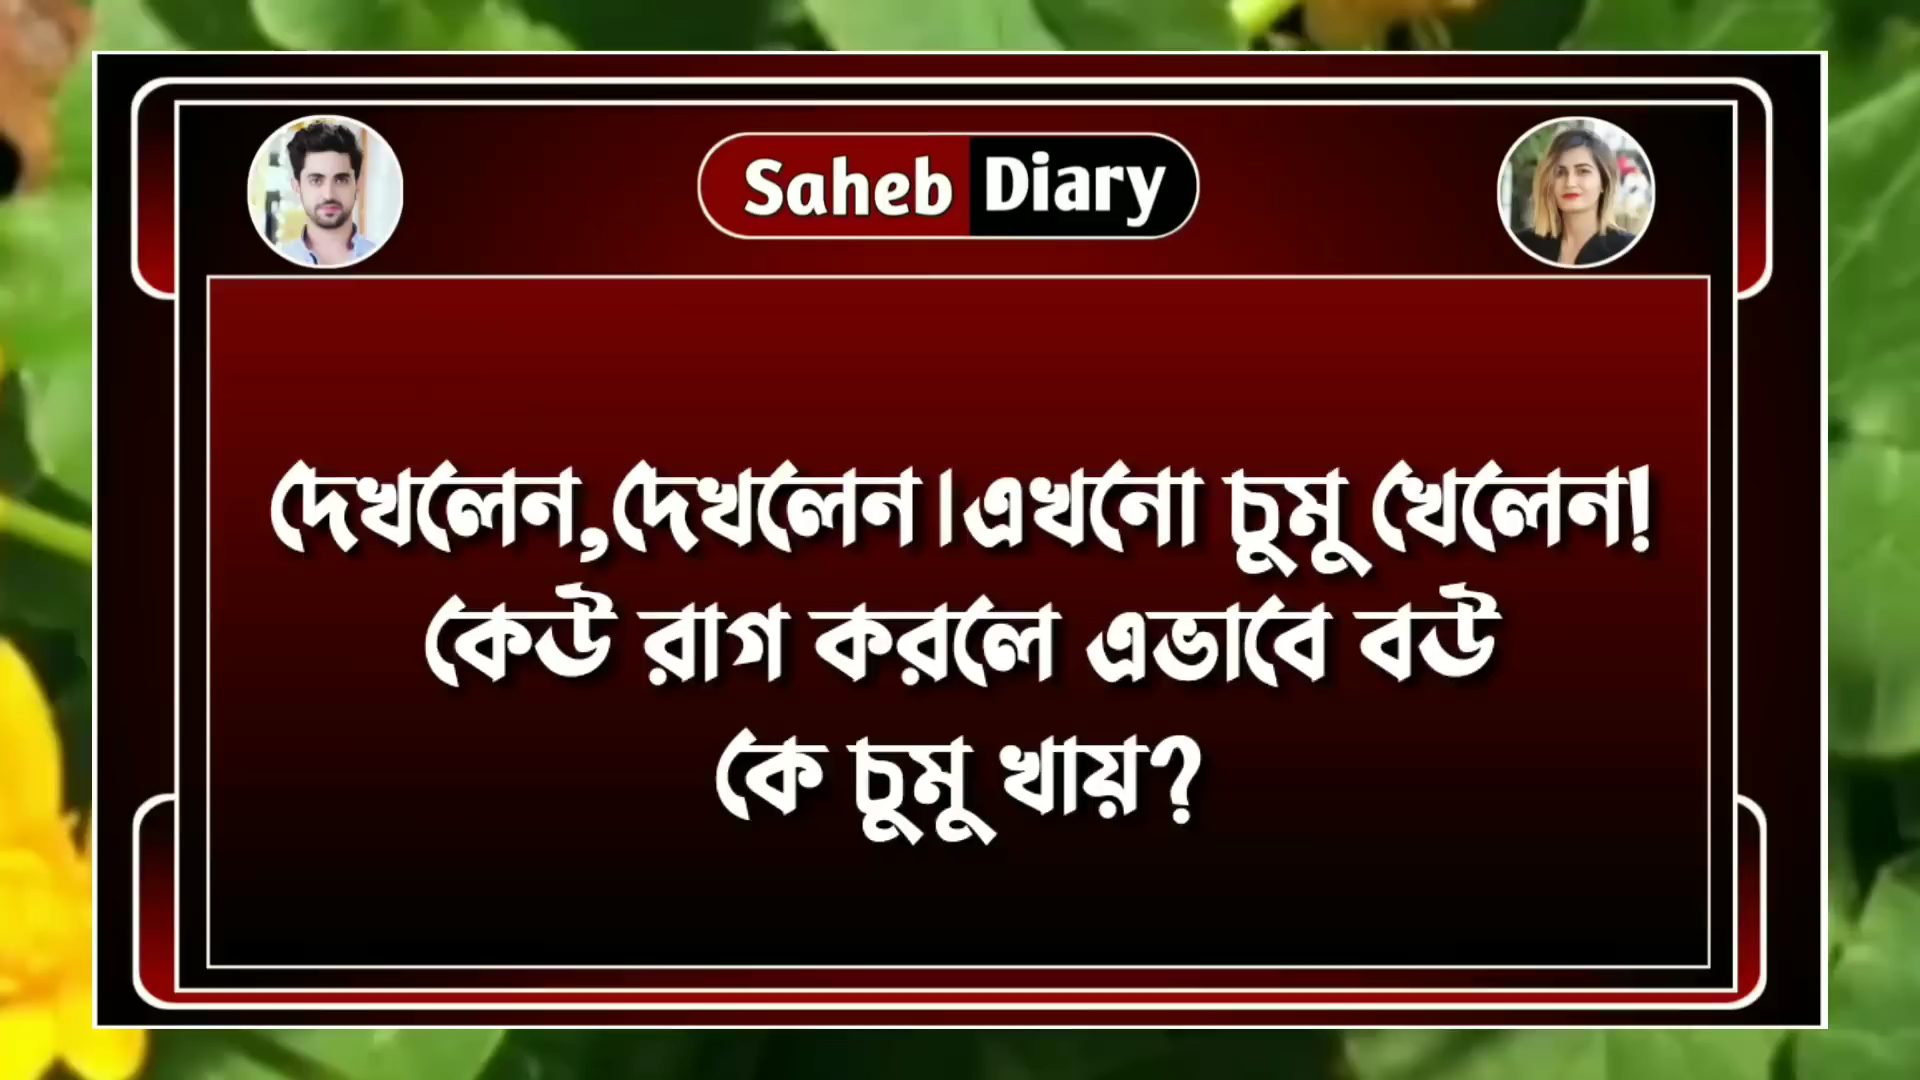 Saheb Diary
দেখলেন,দেখলেন।এখনো চুমু খেলেন!
কেউ রাগ করলে এভাবে বউ
কে চুমু খায়?